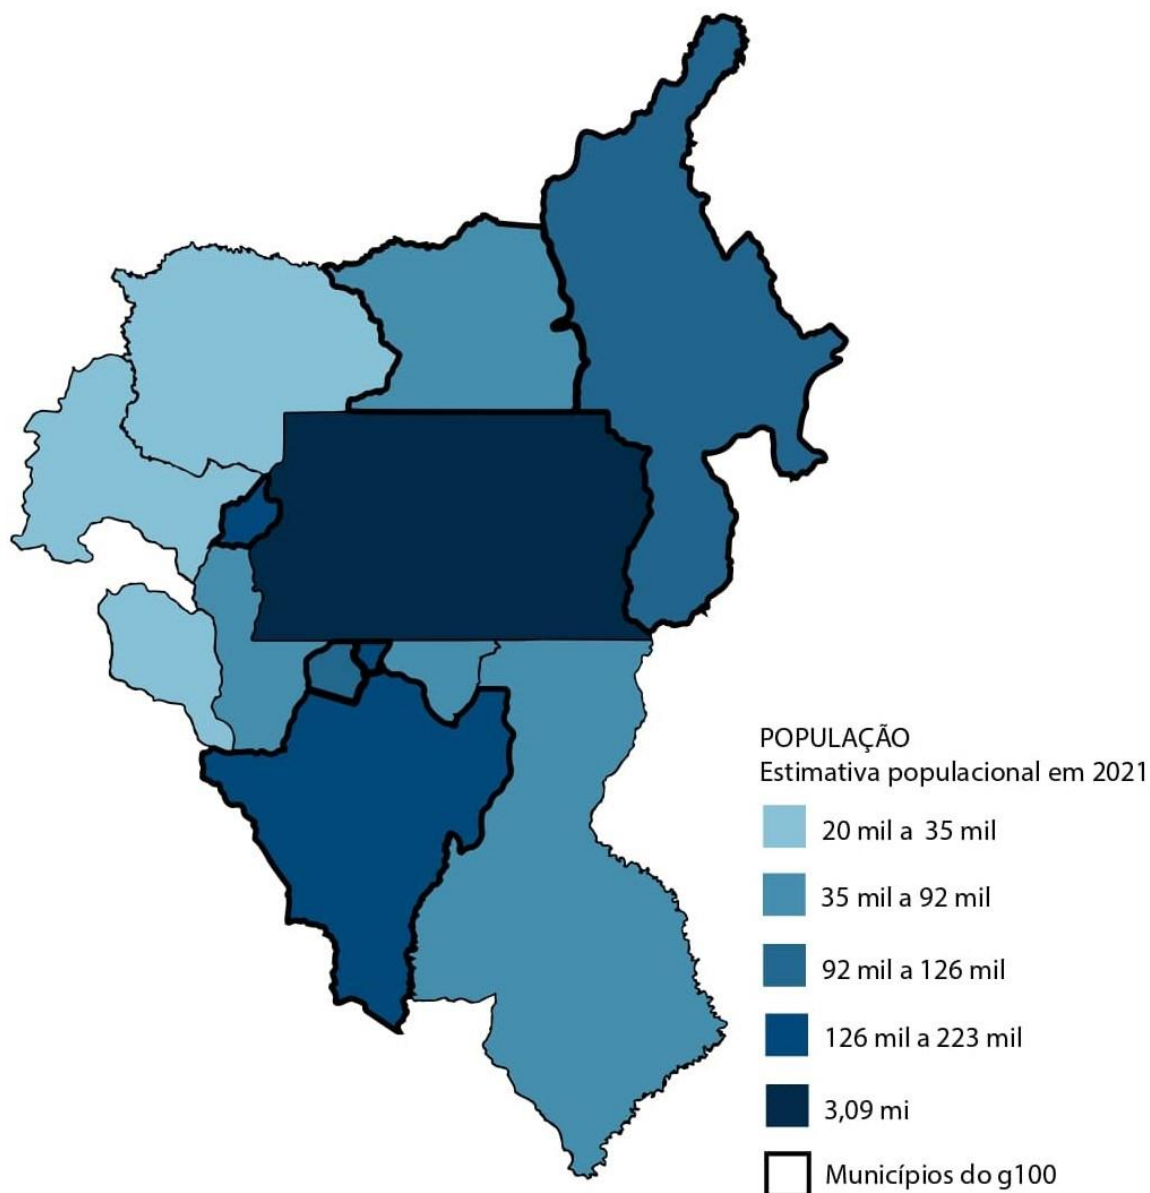 POPULAÇÃO
Estimativa populacional em 2021
20 mil a 35 mil
35 mil a 92 mil
92 mil a 126 mil
126 mil a 223 mil
3,09 mi
Municípios do g100